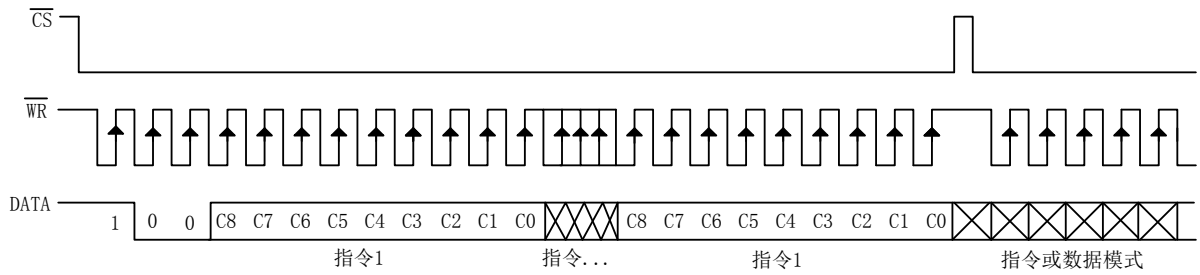 CS
WR
DATA 1 0 0 C8 C7 C6 C5 C4 C3 C2 C1 C0 C8 C7 C6 C5 C4 C3 C2 C1 C0
指令1 指令... 指令1 指令或数据模式